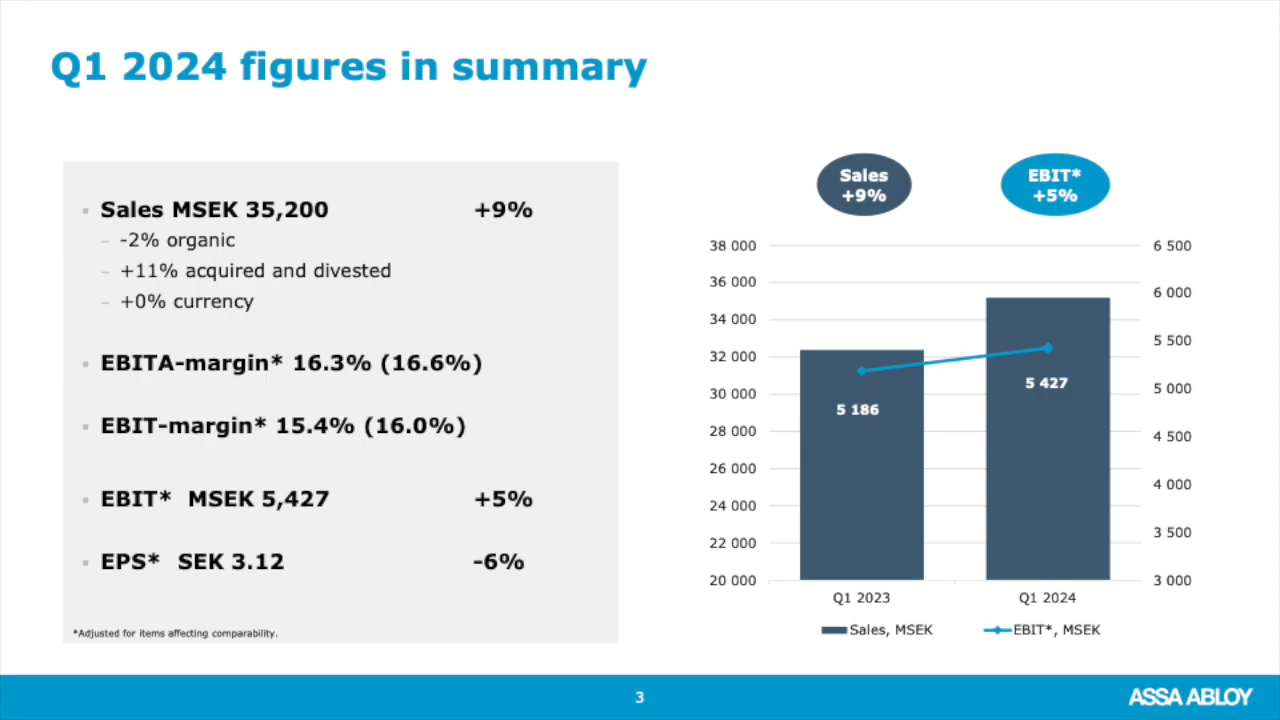 Q1 2024 figures in summary
▪ Sales MSEK 35,200 +9%
– -2% organic
– +11% acquired and divested
– +0% currency
▪ EBITA-margin* 16.3% (16.6%)
▪ EBIT-margin* 15.4% (16.0%)
▪ EBIT* MSEK 5,427 +5%
▪ EPS* SEK 3.12 -6%
*Adjusted for items affecting comparability.
Sales
+9%
EBIT*
+5%
38 000
36 000
34 000
32 000
30 000
28 000
26 000
24 000
22 000
20 000
5 186
5 427
6 500
6 000
5 500
5 000
4 500
4 000
3 500
3 000
Q1 2023 Q1 2024
Sales, MSEK EBIT*, MSEK
3
ASSA ABLOY